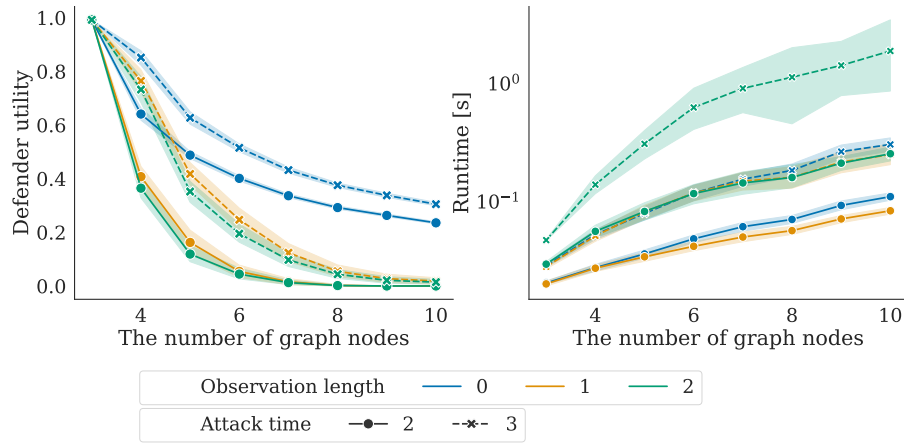 Defender utility
1.0
0.8
0.6
0.4
0.2
0.0
4
6
8
10
The number of graph nodes
Runtime [s]
10⁰
10⁻¹
4
6
8
10
The number of graph nodes
Observation length 0 1 2
Attack time 2 3